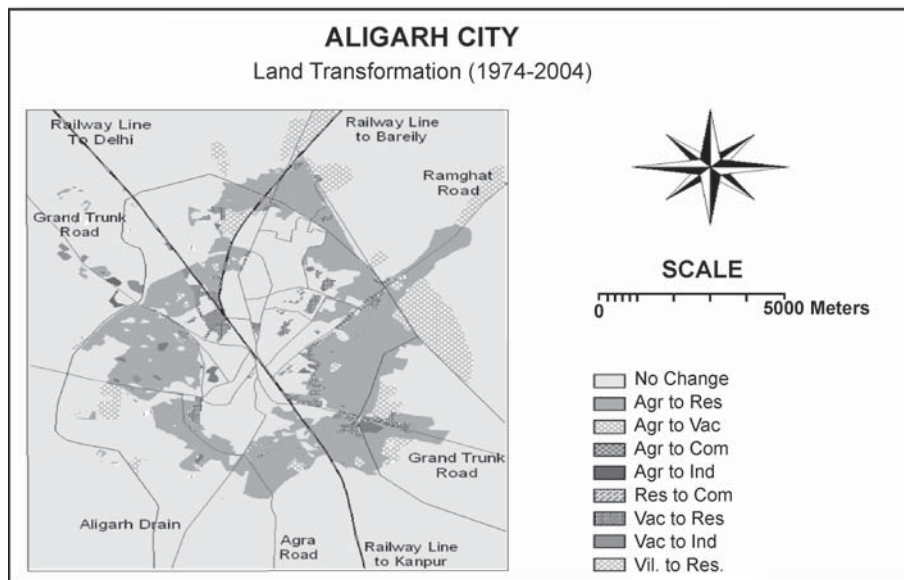 ALIGARH CITY
Land Transformation (1974-2004)
Railway Line
To Delhi
Railway Line
to Bareily
Ramghat
Road
Grand Trunk
Road
Grand Trunk
Road
Aligarh Drain
Agra
Road
Railway Line
to Kanpur
SCALE
0 5000 Meters
No Change
Agr to Res
Agr to Vac
Agr to Com
Agr to Ind
Res to Com
Vac to Res
Vac to Ind
Vil. to Res.